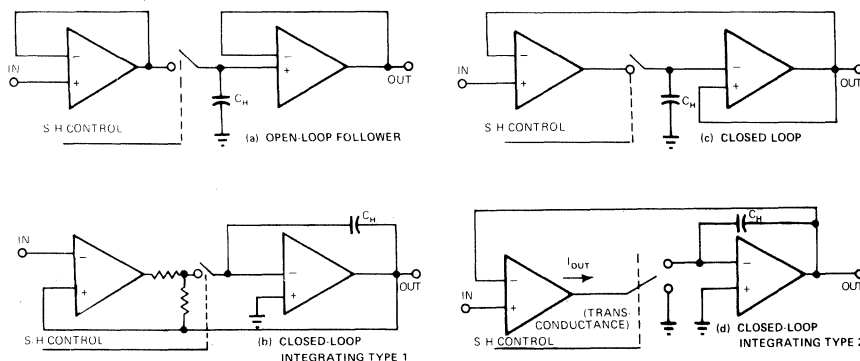 IN
−
+
S H CONTROL
C_H
−
+
OUT
(a) OPEN-LOOP FOLLOWER
IN
−
+
S H CONTROL
C_H
−
+
OUT
(c) CLOSED LOOP
IN
−
+
S H CONTROL
C_H
−
+
OUT
(b) CLOSED-LOOP
INTEGRATING TYPE 1
IN
−
+
I_OUT
(TRANS-
CONDUCTANCE)
S H CONTROL
C_H
−
+
OUT
(d) CLOSED-LOOP
INTEGRATING TYPE 2